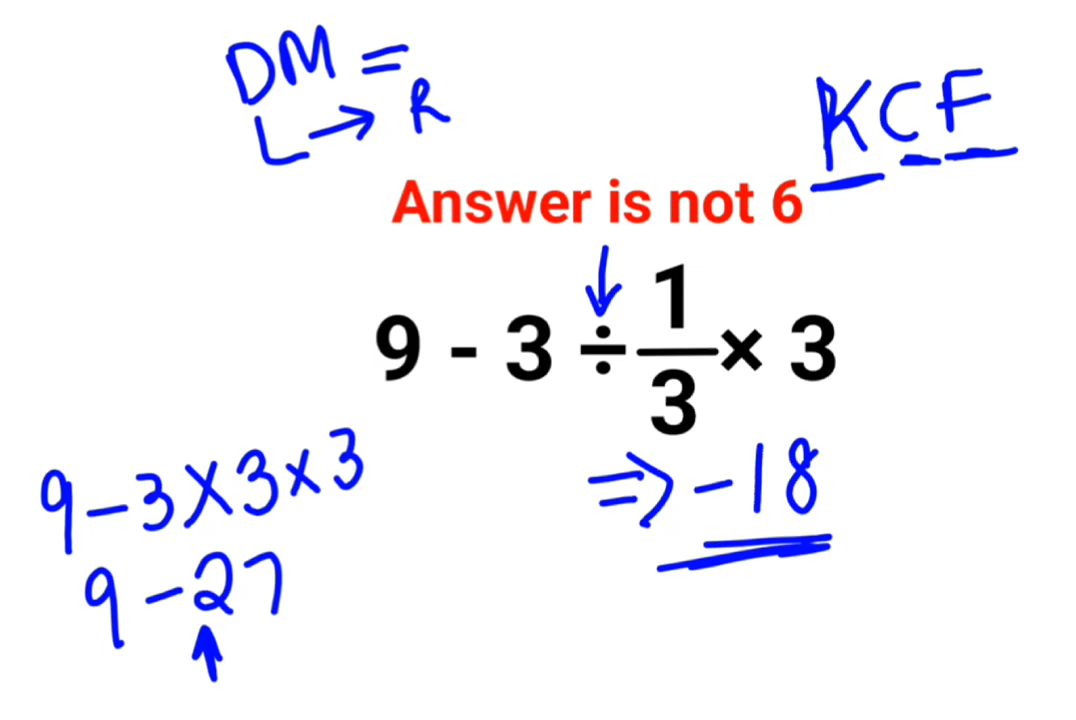 DM =
L → R
KCF
Answer is not 6
9 - 3 ÷ 1/3 × 3
9 - 3 × 3 × 3
⇒ - 18
9 - 27